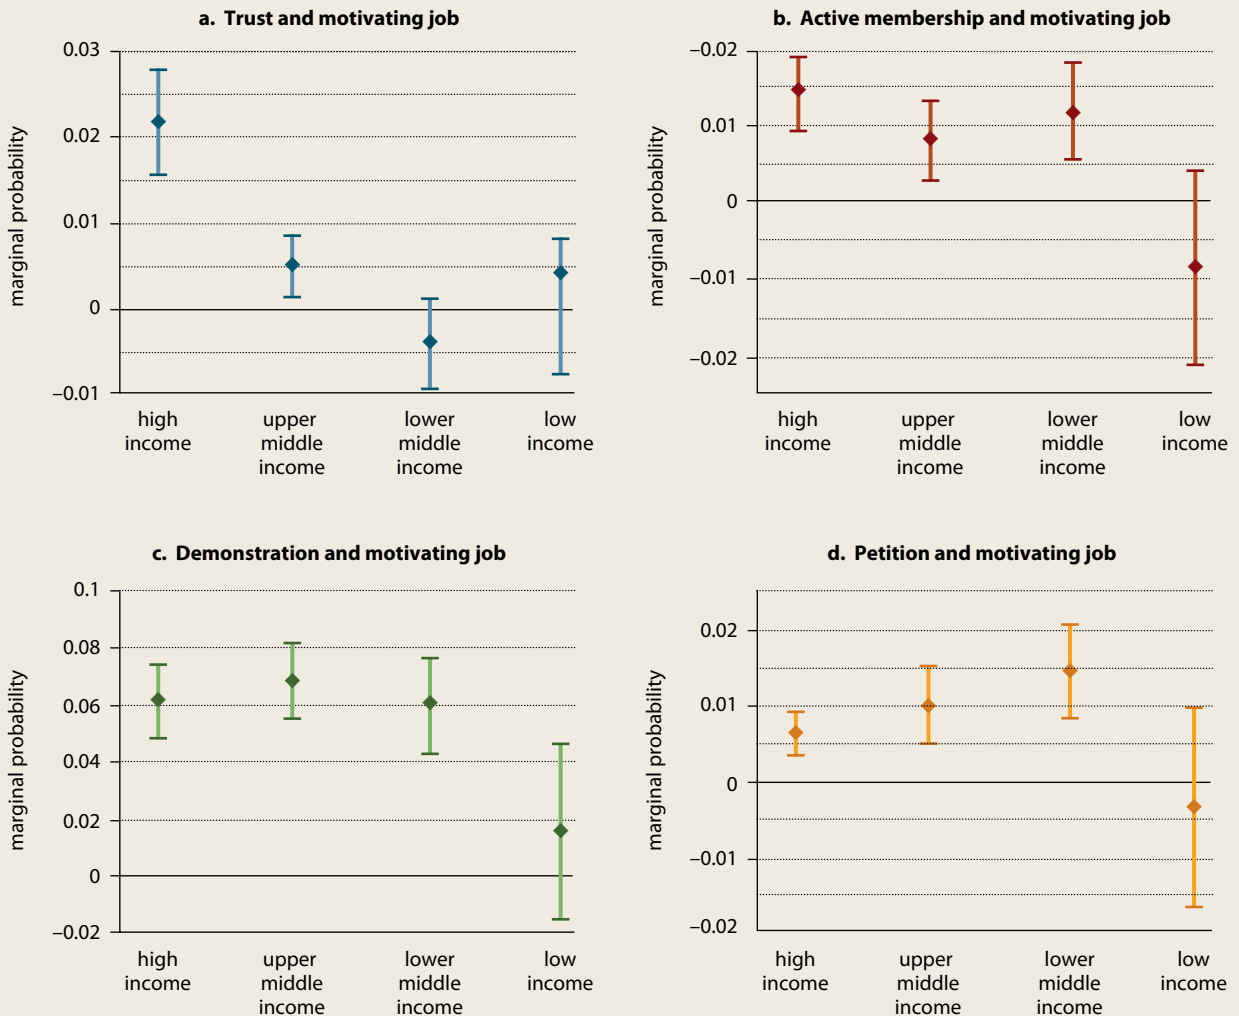 a. Trust and motivating job
0.03
0.02
0.01
0
–0.01
marginal probability
high
income
upper
middle
income
lower
middle
income
low
income
b. Active membership and motivating job
–0.02
0.01
0
–0.01
–0.02
marginal probability
high
income
upper
middle
income
lower
middle
income
low
income
c. Demonstration and motivating job
0.1
0.08
0.06
0.04
0.02
0
–0.02
marginal probability
high
income
upper
middle
income
lower
middle
income
low
income
d. Petition and motivating job
0.02
0.01
0
–0.01
–0.02
marginal probability
high
income
upper
middle
income
lower
middle
income
low
income